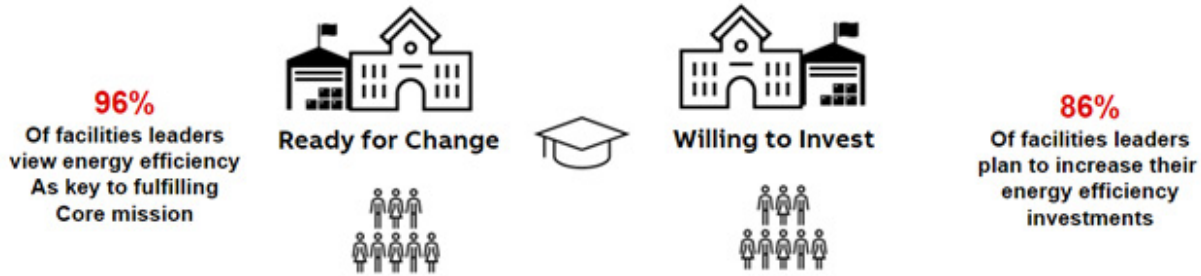 96%
Of facilities leaders
view energy efficiency
As key to fulfilling
Core mission
Ready for Change
Willing to Invest
86%
Of facilities leaders
plan to increase their
energy efficiency
investments